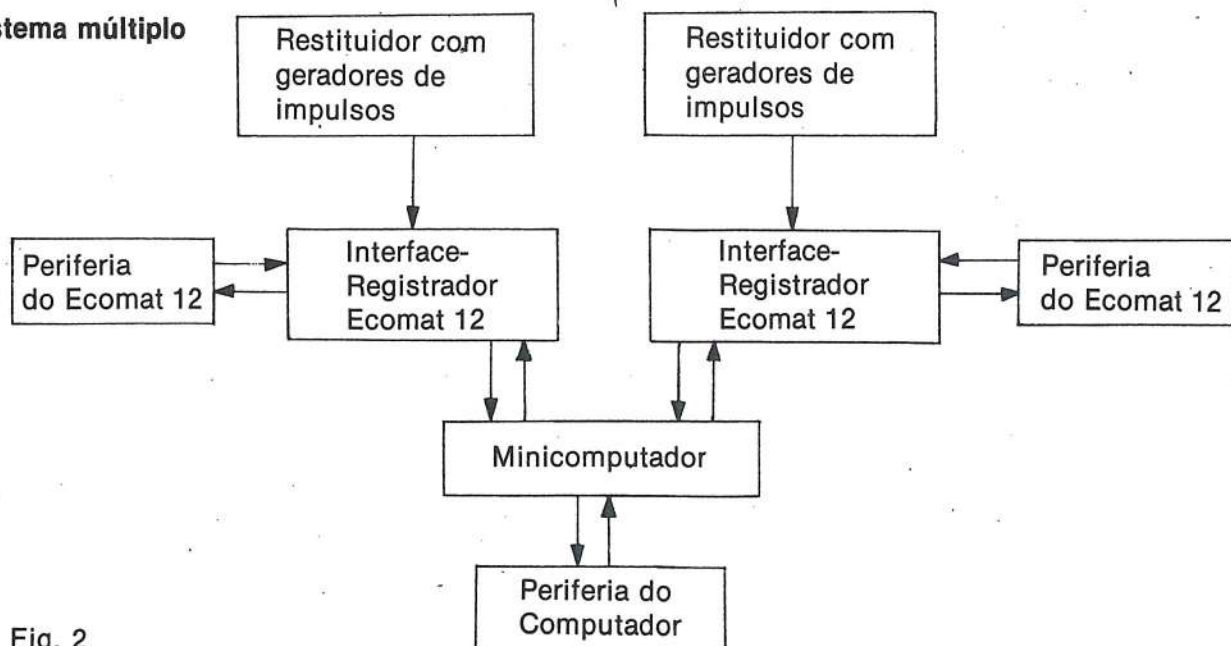 stema múltiplo
Restituidor com
geradores de
impulsos
Restituidor com
geradores de
impulsos
Periferia
do Ecomat 12
Interface-
Registrador
Ecomat 12
Interface-
Registrador
Ecomat 12
Periferia
do Ecomat 12
Minicomputador
Periferia do
Computador
Fig. 2